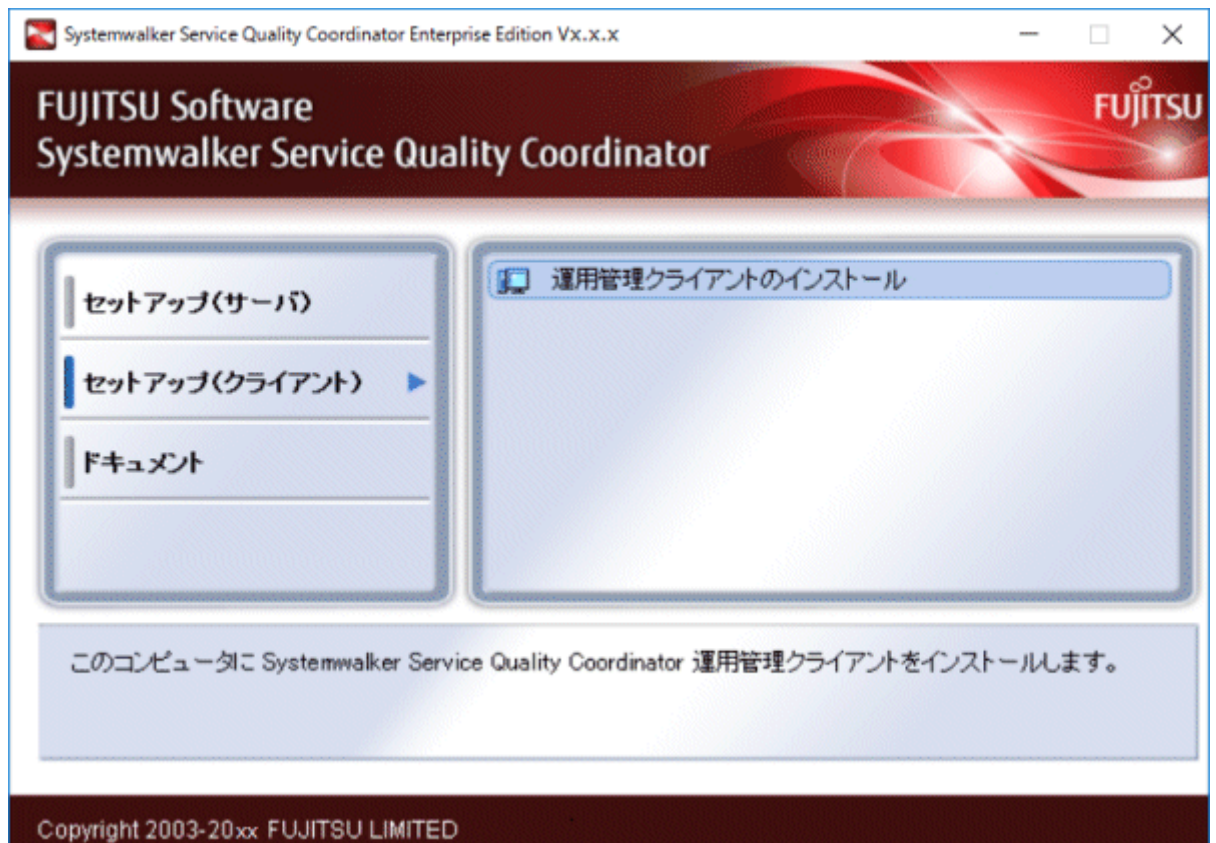 Systemwalker Service Quality Coordinator Enterprise Edition Vx.x.x
FUJITSU Software
Systemwalker Service Quality Coordinator
FUJITSU
セットアップ(サーバ)
セットアップ(クライアント)
ドキュメント
運用管理クライアントのインストール
このコンピュータに Systemwalker Service Quality Coordinator 運用管理クライアントをインストールします。
Copyright 2003-20xx FUJITSU LIMITED